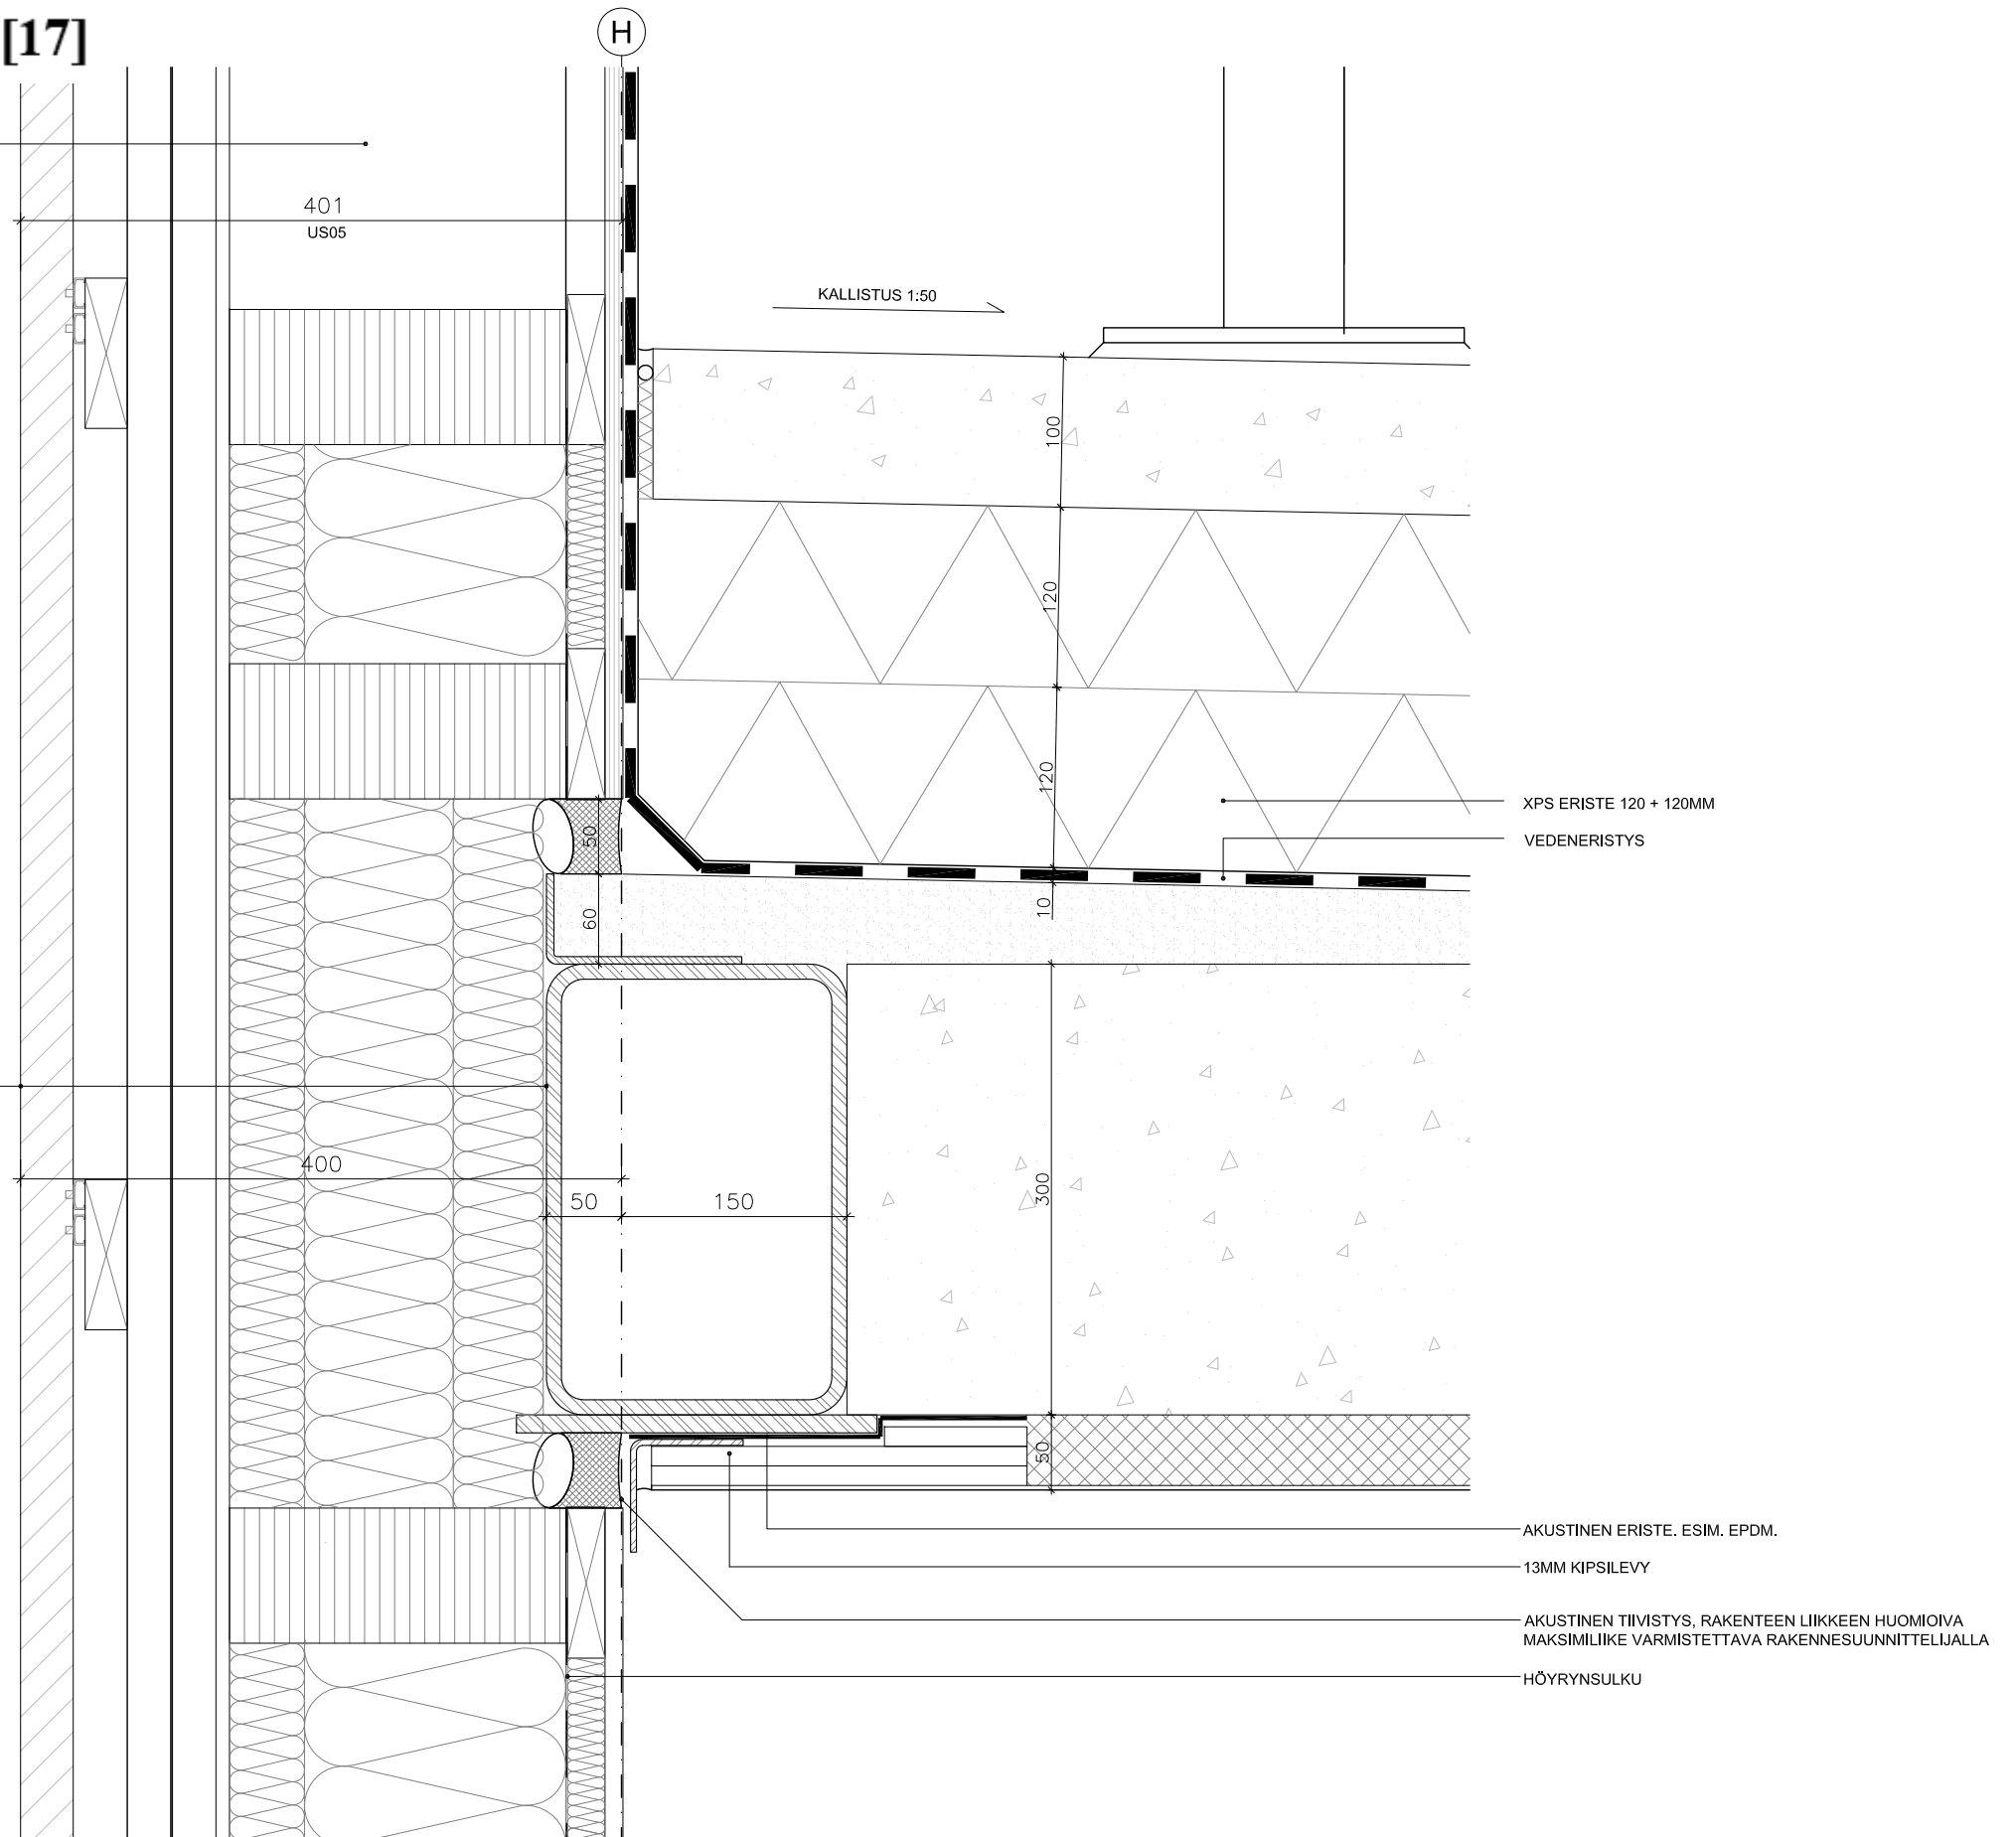 [17]
H
401
US05
KALLISTUS 1:50
100
120
120
XPS ERISTE 120 + 120MM
VEDENERISTYS
50
60
10
400
50
150
300
50
AKUSTINEN ERISTE. ESIM. EPDM.
13MM KIPSILEVY
AKUSTINEN TIIVISTYS, RAKENTEEN LIIKKEEN HUOMIOIVA
MAKSIMILIIKE VARMISTETTAVA RAKENNESUUNNITTELIJALLA
HÖYRYNSULKU